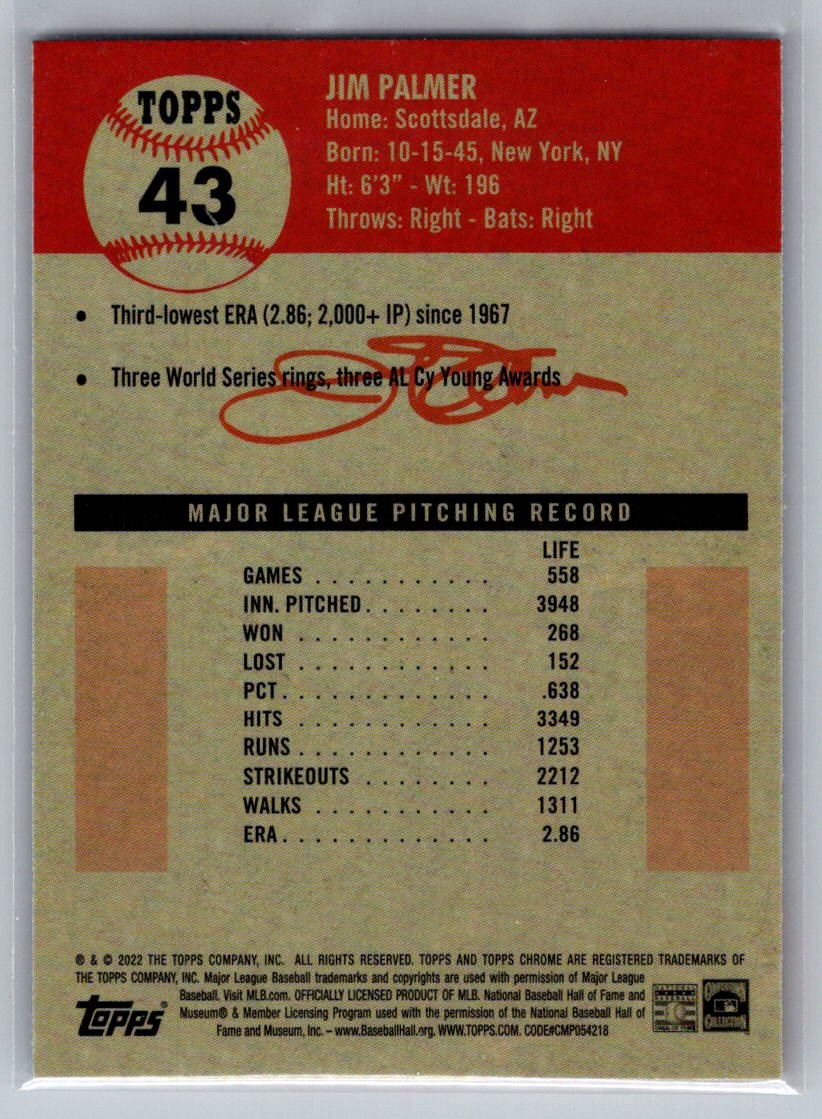 TOPPS
43
JIM PALMER
Home: Scottsdale, AZ
Born: 10-15-45, New York, NY
Ht: 6'3" - Wt: 196
Throws: Right - Bats: Right
• Third-lowest ERA (2.86; 2,000+ IP) since 1967
• Three World Series rings, three AL Cy Young Awards
MAJOR LEAGUE PITCHING RECORD
LIFE
GAMES . . . . . . . . . . . 558
INN. PITCHED. . . . . . . . 3948
WON . . . . . . . . . . . . 268
LOST . . . . . . . . . . . . 152
PCT. . . . . . . . . . . . . .638
HITS . . . . . . . . . . . . 3349
RUNS . . . . . . . . . . . . 1253
STRIKEOUTS . . . . . . . . 2212
WALKS . . . . . . . . . . . 1311
ERA. . . . . . . . . . . . . 2.86
® & © 2022 THE TOPPS COMPANY, INC. ALL RIGHTS RESERVED. TOPPS AND TOPPS CHROME ARE REGISTERED TRADEMARKS OF
THE TOPPS COMPANY, INC. Major League Baseball trademarks and copyrights are used with permission of Major League
Baseball. Visit MLB.com. OFFICIALLY LICENSED PRODUCT OF MLB. National Baseball Hall of Fame and
Museum® & Member Licensing Program used with the permission of the National Baseball Hall of
Fame and Museum, Inc. – www.BaseballHall.org. WWW.TOPPS.COM. CODE#CMP054218
Topps®